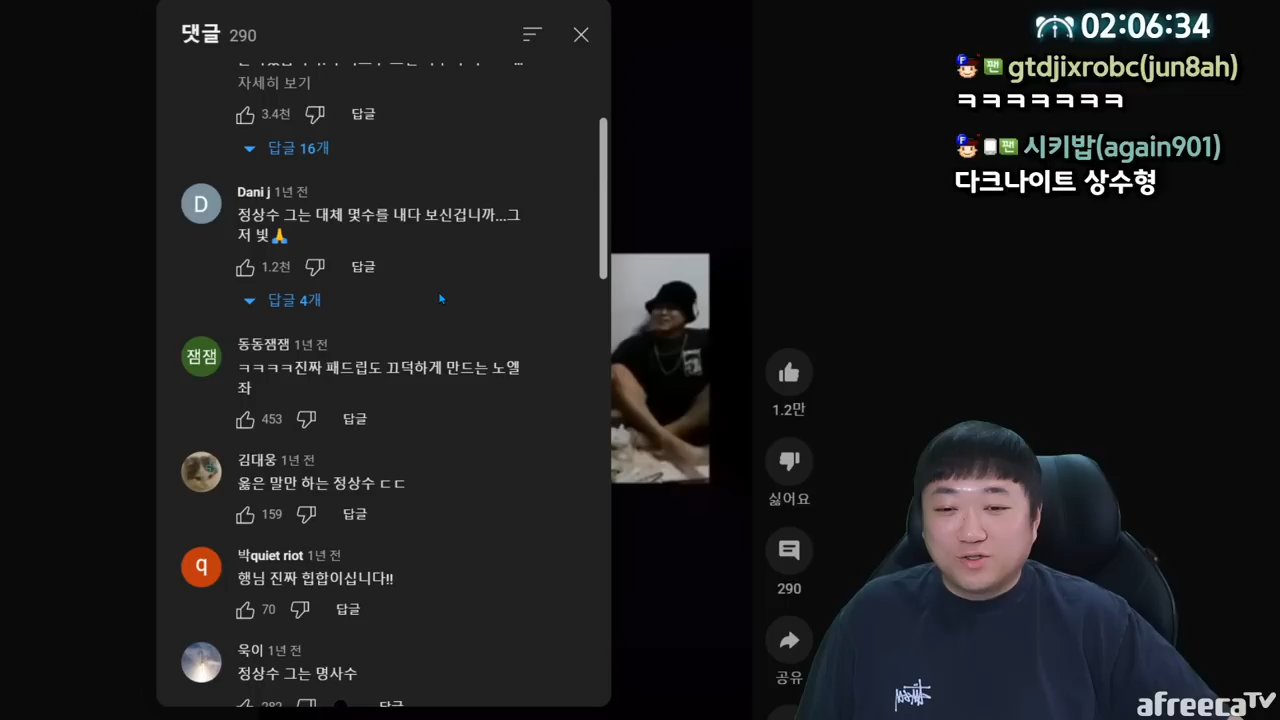 댓글 290
자세히 보기
3.4천 답글
답글 16개
D
Dani j 1년 전
정상수 그는 대체 몇수를 내다 보신겁니까...그
저 빛🙏
1.2천 답글
답글 4개
잼잼
동동잼잼 1년 전
ㅋㅋㅋㅋ진짜 패드립도 끄덕하게 만드는 노엘
좌
453 답글
김대웅 1년 전
옳은 말만 하는 정상수 ㄷㄷ
159 답글
q
박quiet riot 1년 전
행님 진짜 힙합이십니다!!
70 답글
욱이 1년 전
정상수 그는 명사수
282 답글
1.2만
싫어요
290
공유
02:06:34
F 팬 gtdjixrobc(jun8ah)
ㅋㅋㅋㅋㅋㅋㅋ
F 팬 시키밥(again901)
다크나이트 상수형
afreecaTV